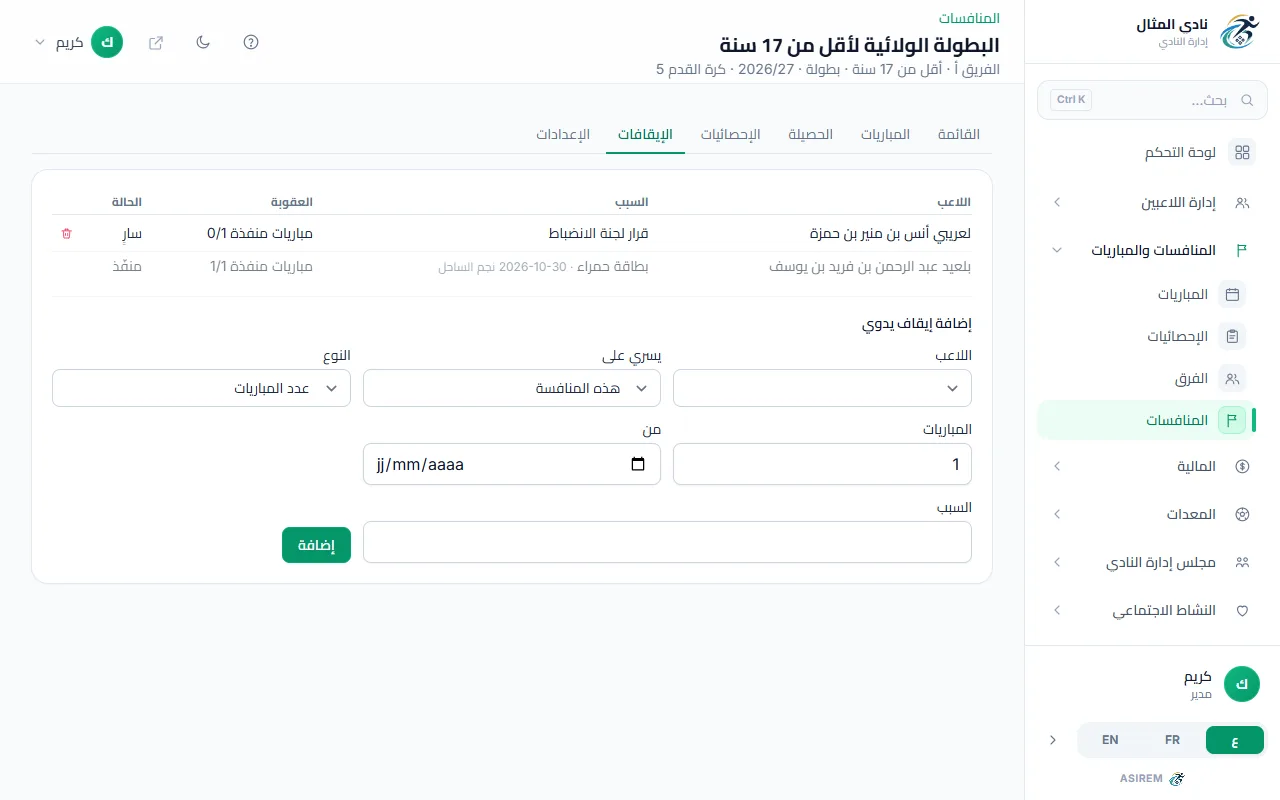 نادي المثال
إدارة النادي
بحث...
Ctrl K
لوحة التحكم
إدارة اللاعبين
المنافسات والمباريات
المباريات
الإحصائيات
الفرق
المنافسات
المالية
المعدات
مجلس إدارة النادي
النشاط الاجتماعي
ك
كريم
مدير
ع
FR
EN
ASIREM
المنافسات
البطولة الولائية لأقل من 17 سنة
الفريق أ · أقل من 17 سنة · بطولة · 2026/27 · كرة القدم 5
ك
كريم
القائمة
المباريات
الحصيلة
الإحصائيات
الإيقافات
الإعدادات
اللاعب
السبب
العقوبة
الحالة
لعريبي أنس بن منير بن حمزة
قرار لجنة الانضباط
مباريات منفذة 0/1
سارٍ
بلعيد عبد الرحمن بن فريد بن يوسف
بطاقة حمراء · 30-10-2026 نجم الساحل
مباريات منفذة 1/1
منفّذ
إضافة إيقاف يدوي
اللاعب
يسري على
هذه المنافسة
النوع
عدد المباريات
المباريات
1
من
jj/mm/aaaa
السبب
إضافة